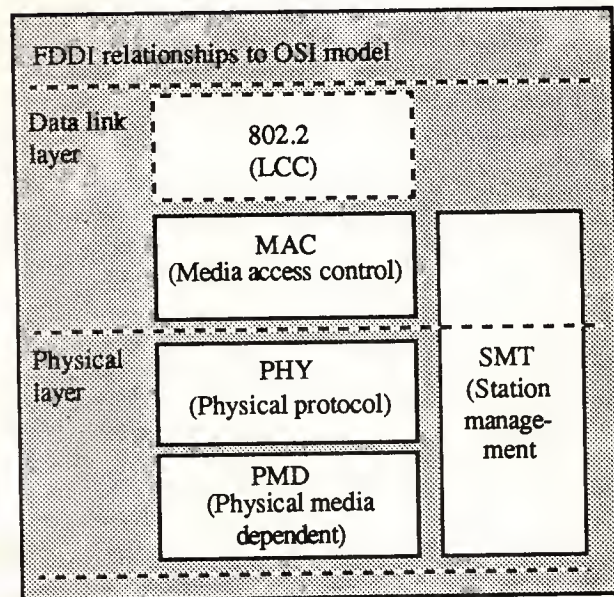 FDDI relationships to OSI model
Data link
layer
802.2
(LCC)
MAC
(Media access control)
Physical
layer
PHY
(Physical protocol)
PMD
(Physical media
dependent)
SMT
(Station
manage-
ment